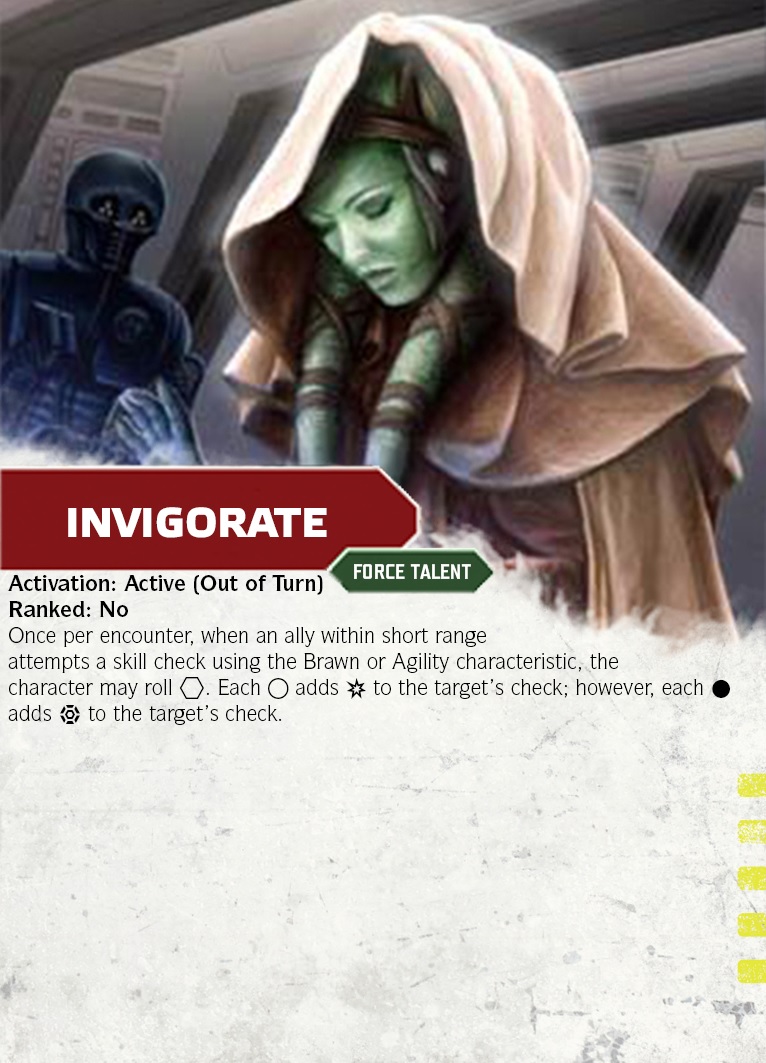 INVIGORATE
FORCE TALENT
Activation: Active (Out of Turn)
Ranked: No
Once per encounter, when an ally within short range
attempts a skill check using the Brawn or Agility characteristic, the
character may roll ⬡. Each ○ adds ✶ to the target's check; however, each ●
adds ⏣ to the target's check.